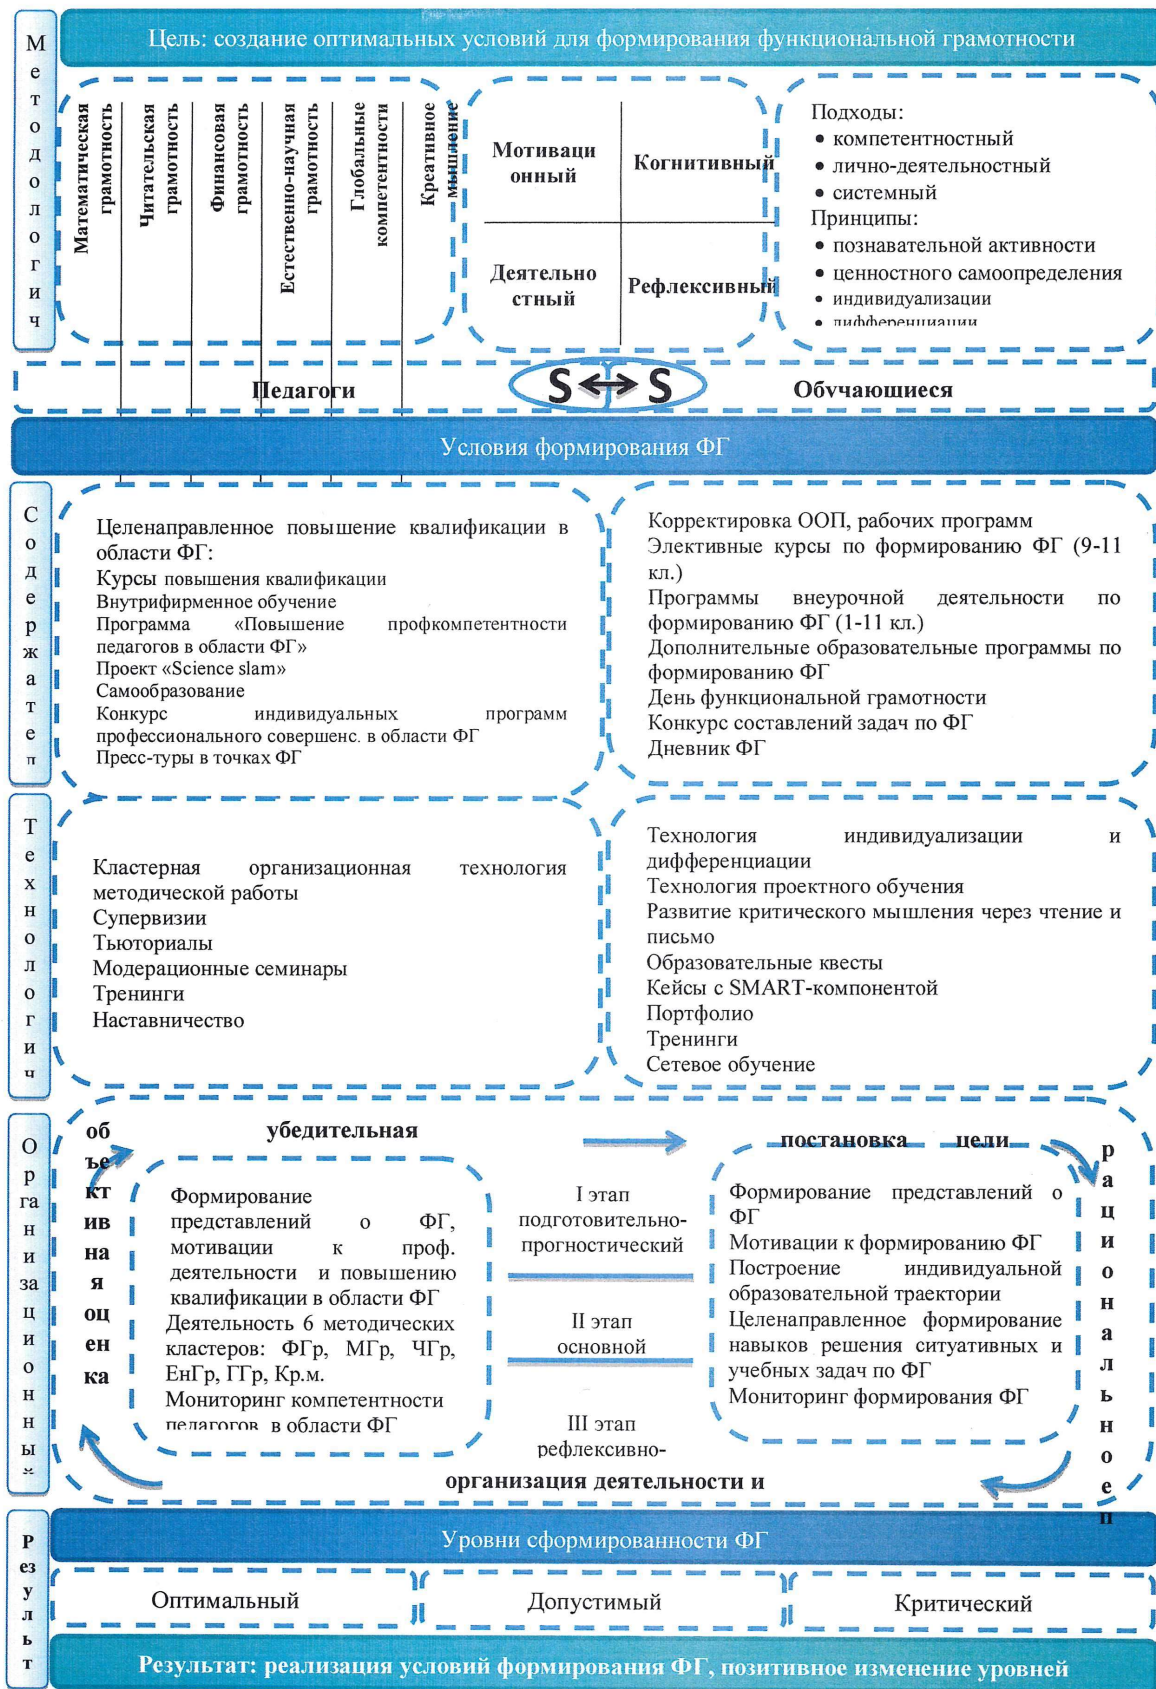 Методологич
Цель: создание оптимальных условий для формирования функциональной грамотности
Математическая
грамотность
Читательская
грамотность
Финансовая
грамотность
Естественно-научная
грамотность
Глобальные
компетентности
Креативное
мышление
Мотиваци
онный
Когнитивный
Деятельно
стный
Рефлексивный
Подходы:
• компетентностный
• лично-деятельностный
• системный
Принципы:
• познавательной активности
• ценностного самоопределения
• индивидуализации
• дифференциации
Педагоги
S ↔ S
Обучающиеся
Условия формирования ФГ
Содержател
Целенаправленное повышение квалификации в
области ФГ:
Курсы повышения квалификации
Внутрифирменное обучение
Программа «Повышение профкомпетентности
педагогов в области ФГ»
Проект «Science slam»
Самообразование
Конкурс индивидуальных программ
профессионального совершенс. в области ФГ
Пресс-туры в точках ФГ
Корректировка ООП, рабочих программ
Элективные курсы по формированию ФГ (9-11
кл.)
Программы внеурочной деятельности по
формированию ФГ (1-11 кл.)
Дополнительные образовательные программы по
формированию ФГ
День функциональной грамотности
Конкурс составлений задач по ФГ
Дневник ФГ
Технологич
Кластерная организационная технология
методической работы
Супервизии
Тьюториалы
Модерационные семинары
Тренинги
Наставничество
Технология индивидуализации и
дифференциации
Технология проектного обучения
Развитие критического мышления через чтение и
письмо
Образовательные квесты
Кейсы с SMART-компонентой
Портфолио
Тренинги
Сетевое обучение
Организационный
объективная оценка
убедительная
постановка цели
рациональное п
Формирование
представлений о ФГ,
мотивации к проф.
деятельности и повышению
квалификации в области ФГ
Деятельность 6 методических
кластеров: ФГр, МГр, ЧГр,
ЕнГр, ГГр, Кр.м.
Мониторинг компетентности
педагогов в области ФГ
I этап
подготовительно-
прогностический
II этап
основной
III этап
рефлексивно-
Формирование представлений о
ФГ
Мотивации к формированию ФГ
Построение индивидуальной
образовательной траектории
Целенаправленное формирование
навыков решения ситуативных и
учебных задач по ФГ
Мониторинг формирования ФГ
организация деятельности и
Результ
Уровни сформированности ФГ
Оптимальный
Допустимый
Критический
Результат: реализация условий формирования ФГ, позитивное изменение уровней